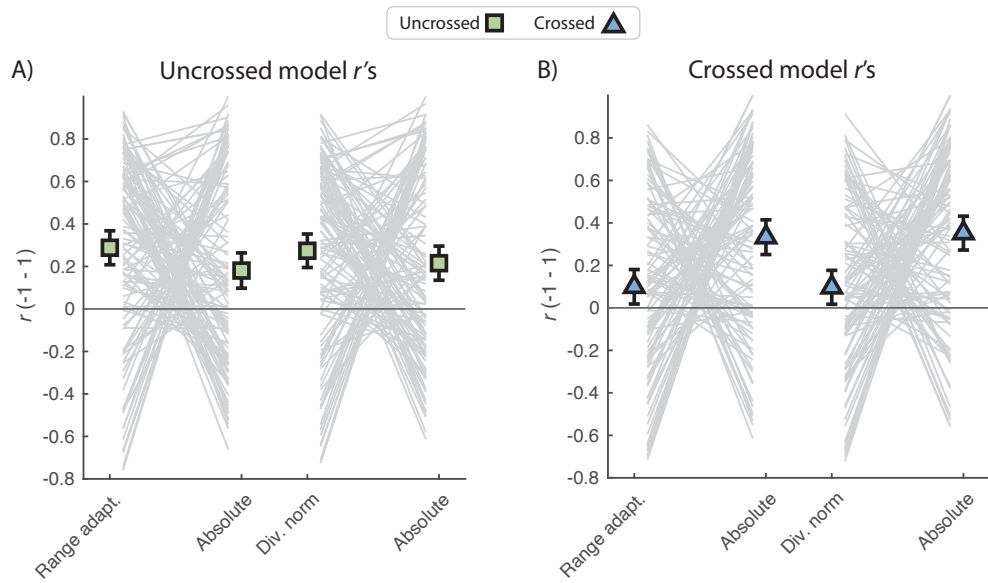 Uncrossed Crossed
A) Uncrossed model r's
B) Crossed model r's
0.8
0.6
0.4
0.2
0
-0.2
-0.4
-0.6
-0.8
r (-1 - 1)
Range adapt.
Absolute
Div. norm
Absolute
0.8
0.6
0.4
0.2
0
-0.2
-0.4
-0.6
-0.8
r (-1 - 1)
Range adapt.
Absolute
Div. norm
Absolute